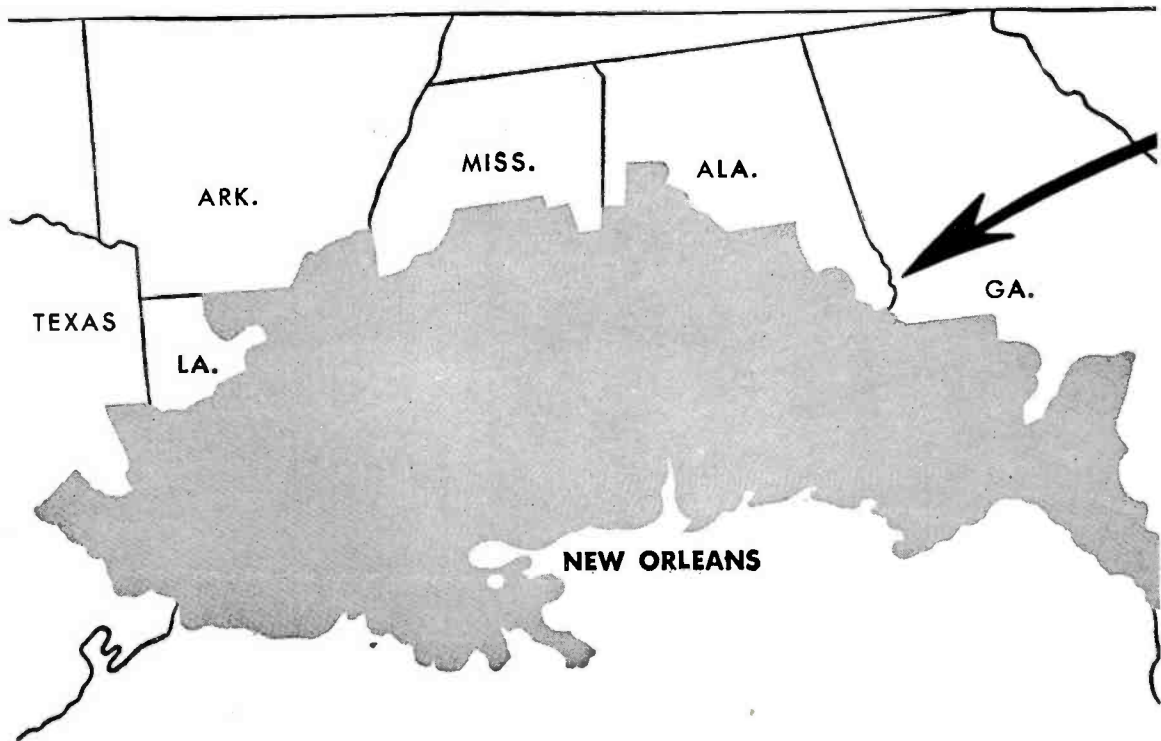 MISS.
ALA.
ARK.
GA.
TEXAS
LA.
NEW ORLEANS